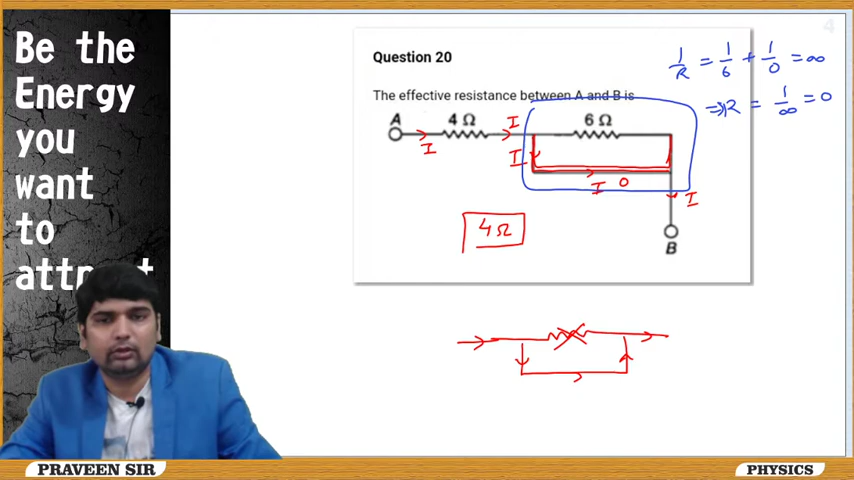 Be the
Energy
you
want
to
attract
4
Question 20
The effective resistance between A and B is
1/R = 1/6 + 1/0 = ∞
⇒ R = 1/∞ = 0
A
4 Ω
I
6 Ω
I
I
I
0
I
B
4Ω
PRAVEEN SIR
PHYSICS